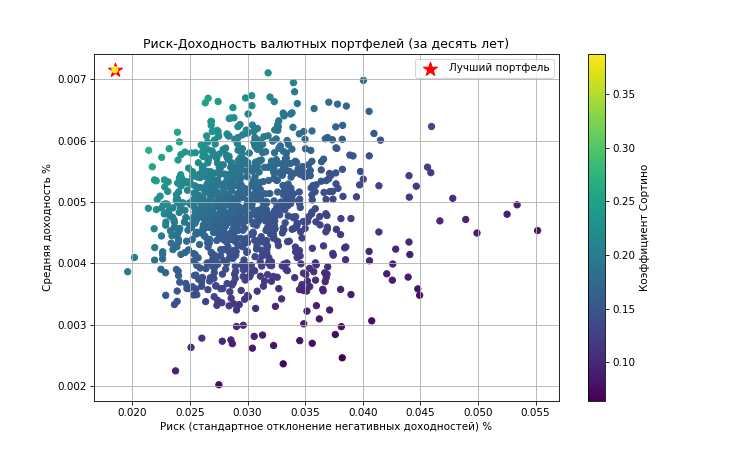 Риск-Доходность валютных портфелей (за десять лет)
Лучший портфель
0.007
0.006
0.005
0.004
0.003
0.002
Средняя доходность %
0.020 0.025 0.030 0.035 0.040 0.045 0.050 0.055
Риск (стандартное отклонение негативных доходностей) %
0.35
0.30
0.25
0.20
0.15
0.10
Коэффициент Сортино